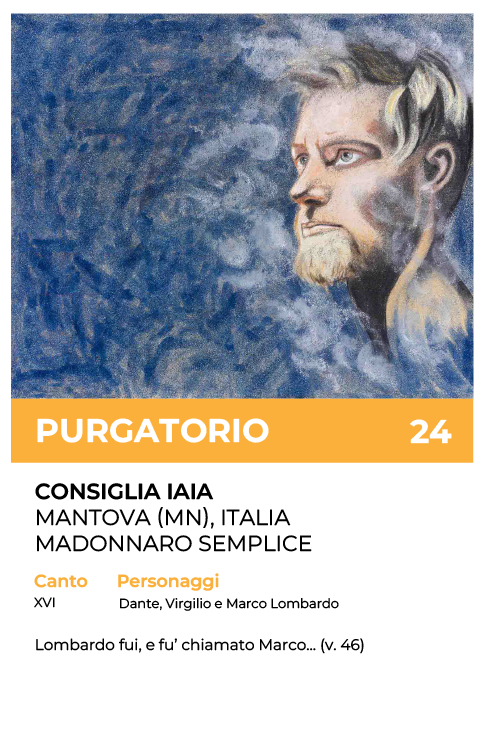 PURGATORIO 24
CONSIGLIA IAIA
MANTOVA (MN), ITALIA
MADONNARO SEMPLICE
Canto Personaggi
XVI Dante, Virgilio e Marco Lombardo
Lombardo fui, e fu’ chiamato Marco... (v. 46)